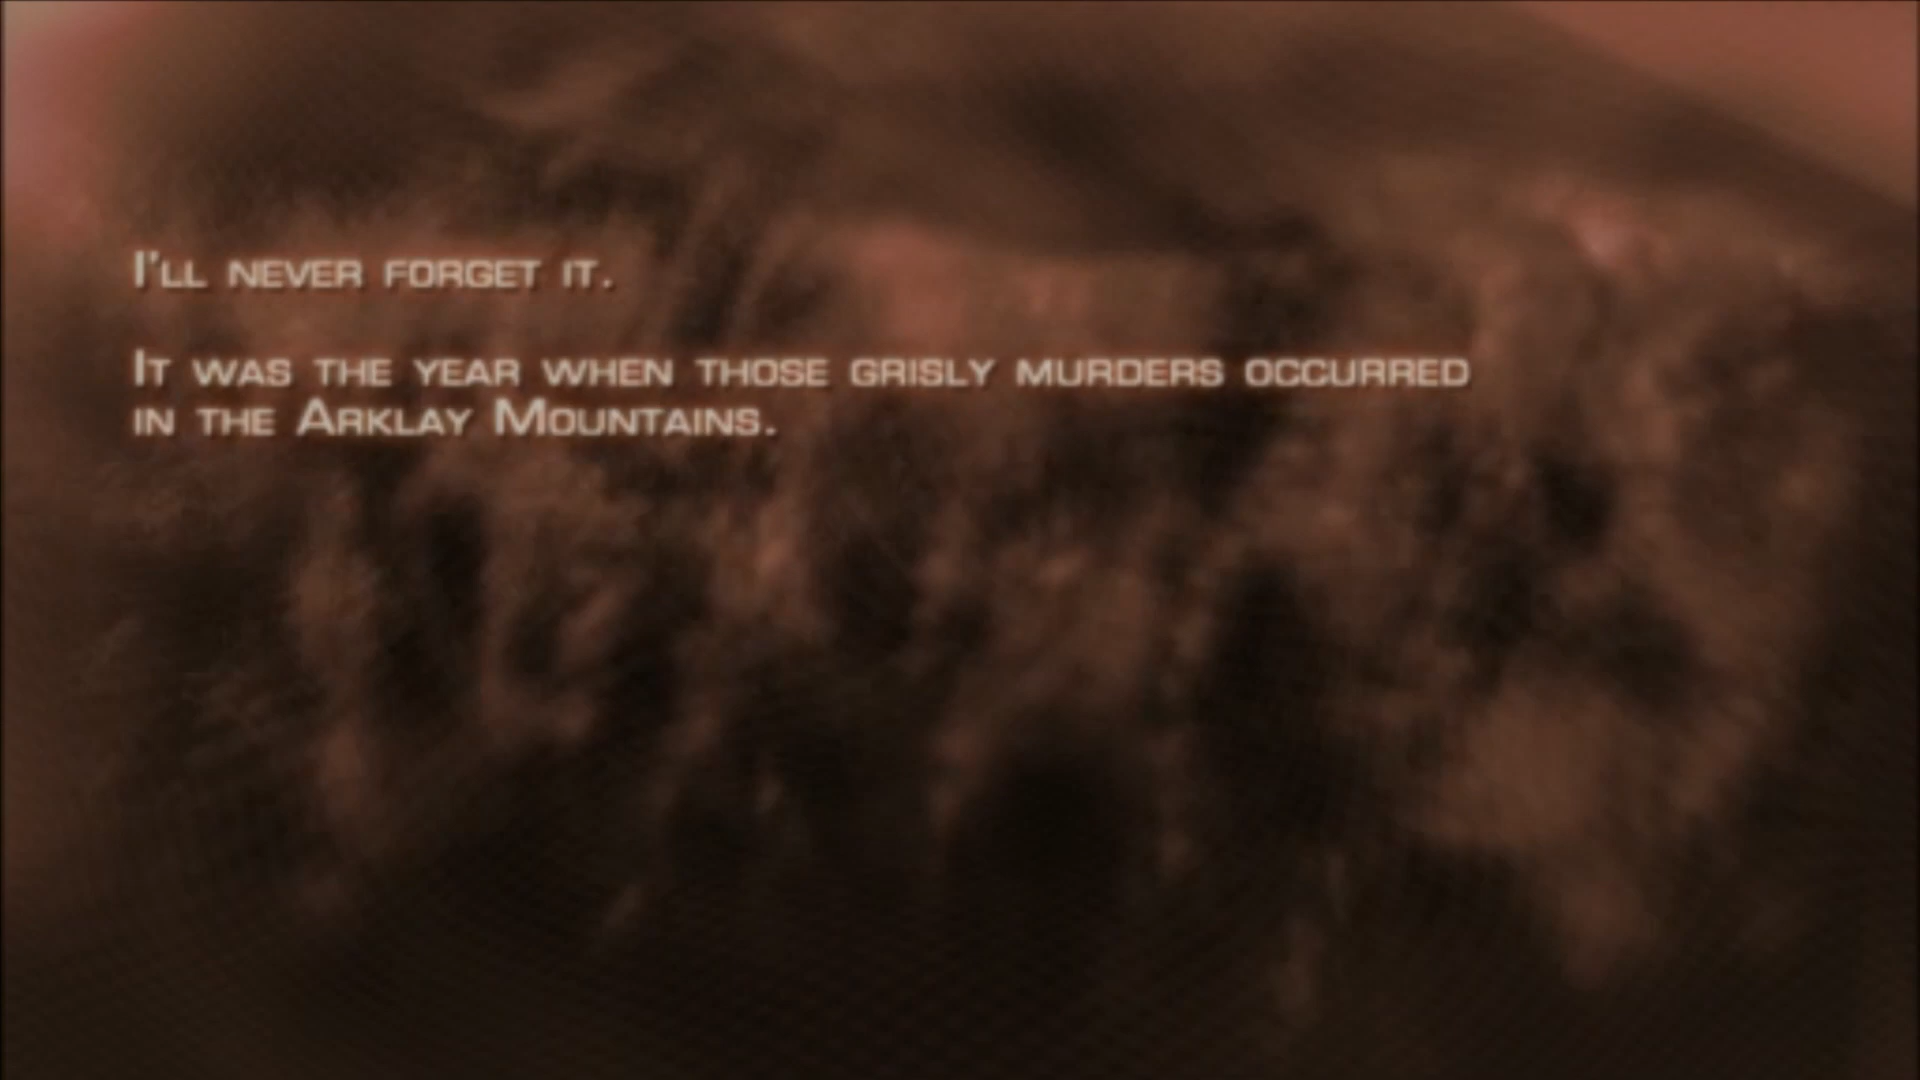 I'll never forget it.
It was the year when those grisly murders occurred
in the Arklay Mountains.